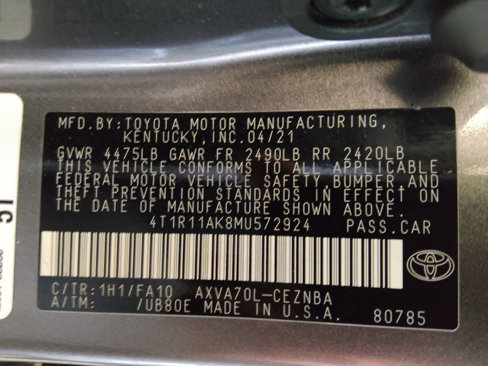 MFD.BY:TOYOTA MOTOR MANUFACTURING,
KENTUCKY,INC.04/21
GVWR 4475LB GAWR FR 2490LB RR 2420LB
THIS VEHICLE CONFORMS TO ALL APPLICABLE
FEDERAL MOTOR VEHICLE SAFETY,BUMPER,AND
THEFT PREVENTION STANDARDS IN EFFECT ON
THE DATE OF MANUFACTURE SHOWN ABOVE.
4T1R11AK8MU572924 PASS.CAR
C/TR:1H1/FA10 AXVA70L-CEZNBA
A/TM: /UB80E MADE IN U.S.A. 80785